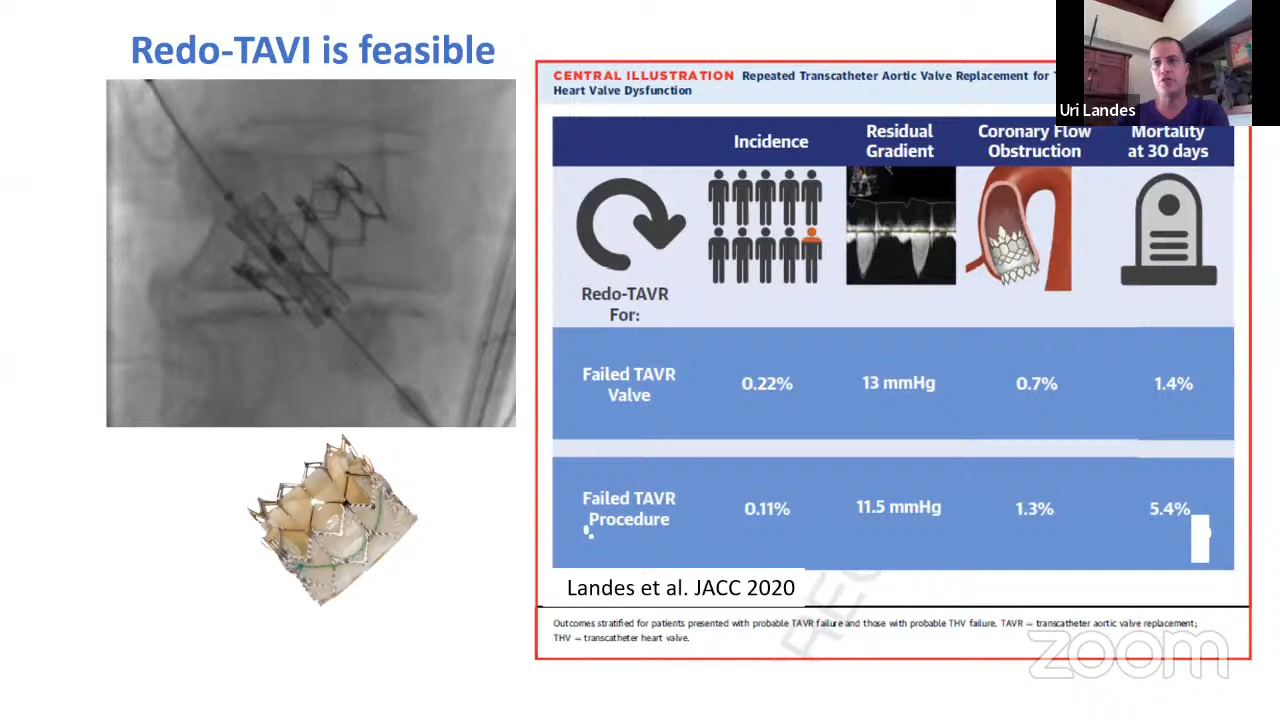 Redo-TAVI is feasible
CENTRAL ILLUSTRATION Repeated Transcatheter Aortic Valve Replacement for
Heart Valve Dysfunction
Uri Landes
Incidence
Residual
Gradient
Coronary Flow
Obstruction
Mortality
at 30 days
Redo-TAVR
For:
Failed TAVR
Valve
0.22%
13 mmHg
0.7%
1.4%
Failed TAVR
Procedure
0.11%
11.5 mmHg
1.3%
5.4%
Landes et al. JACC 2020
Outcomes stratified for patients presented with probable TAVR failure and those with probable THV failure. TAVR = transcatheter aortic valve replacement;
THV = transcatheter heart valve.
zoom